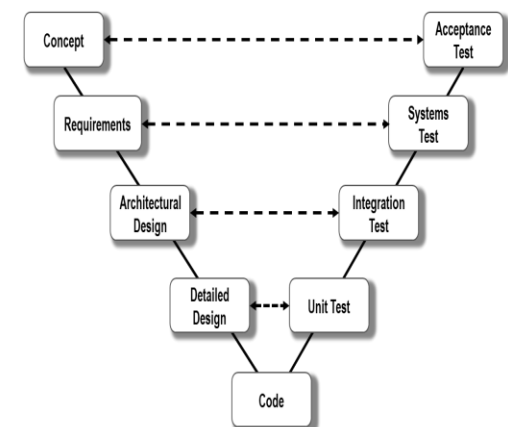 Concept
Acceptance
Test
Requirements
Systems
Test
Architectural
Design
Integration
Test
Detailed
Design
Unit Test
Code